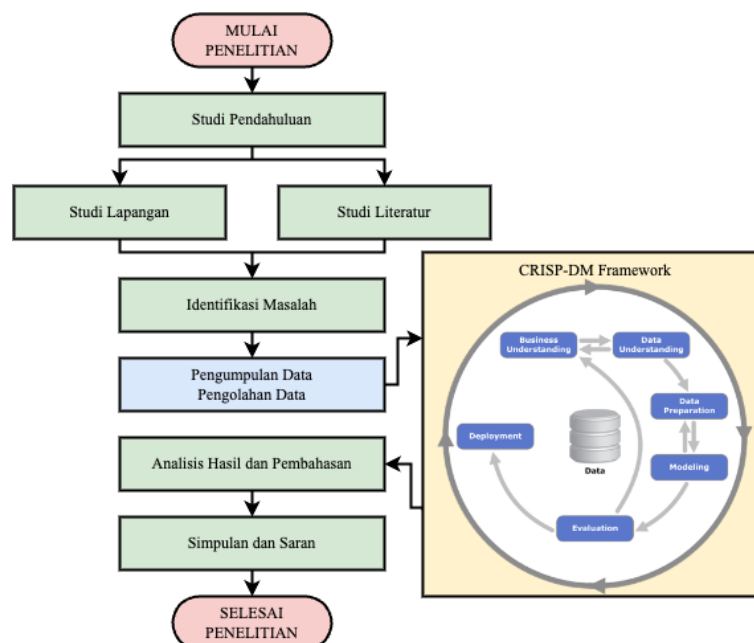 MULAI
PENELITIAN
Studi Pendahuluan
Studi Lapangan
Studi Literatur
Identifikasi Masalah
Pengumpulan Data
Pengolahan Data
CRISP-DM Framework
Business
Understanding
Data
Understanding
Data
Preparation
Modeling
Evaluation
Deployment
Data
Analisis Hasil dan Pembahasan
Simpulan dan Saran
SELESAI
PENELITIAN